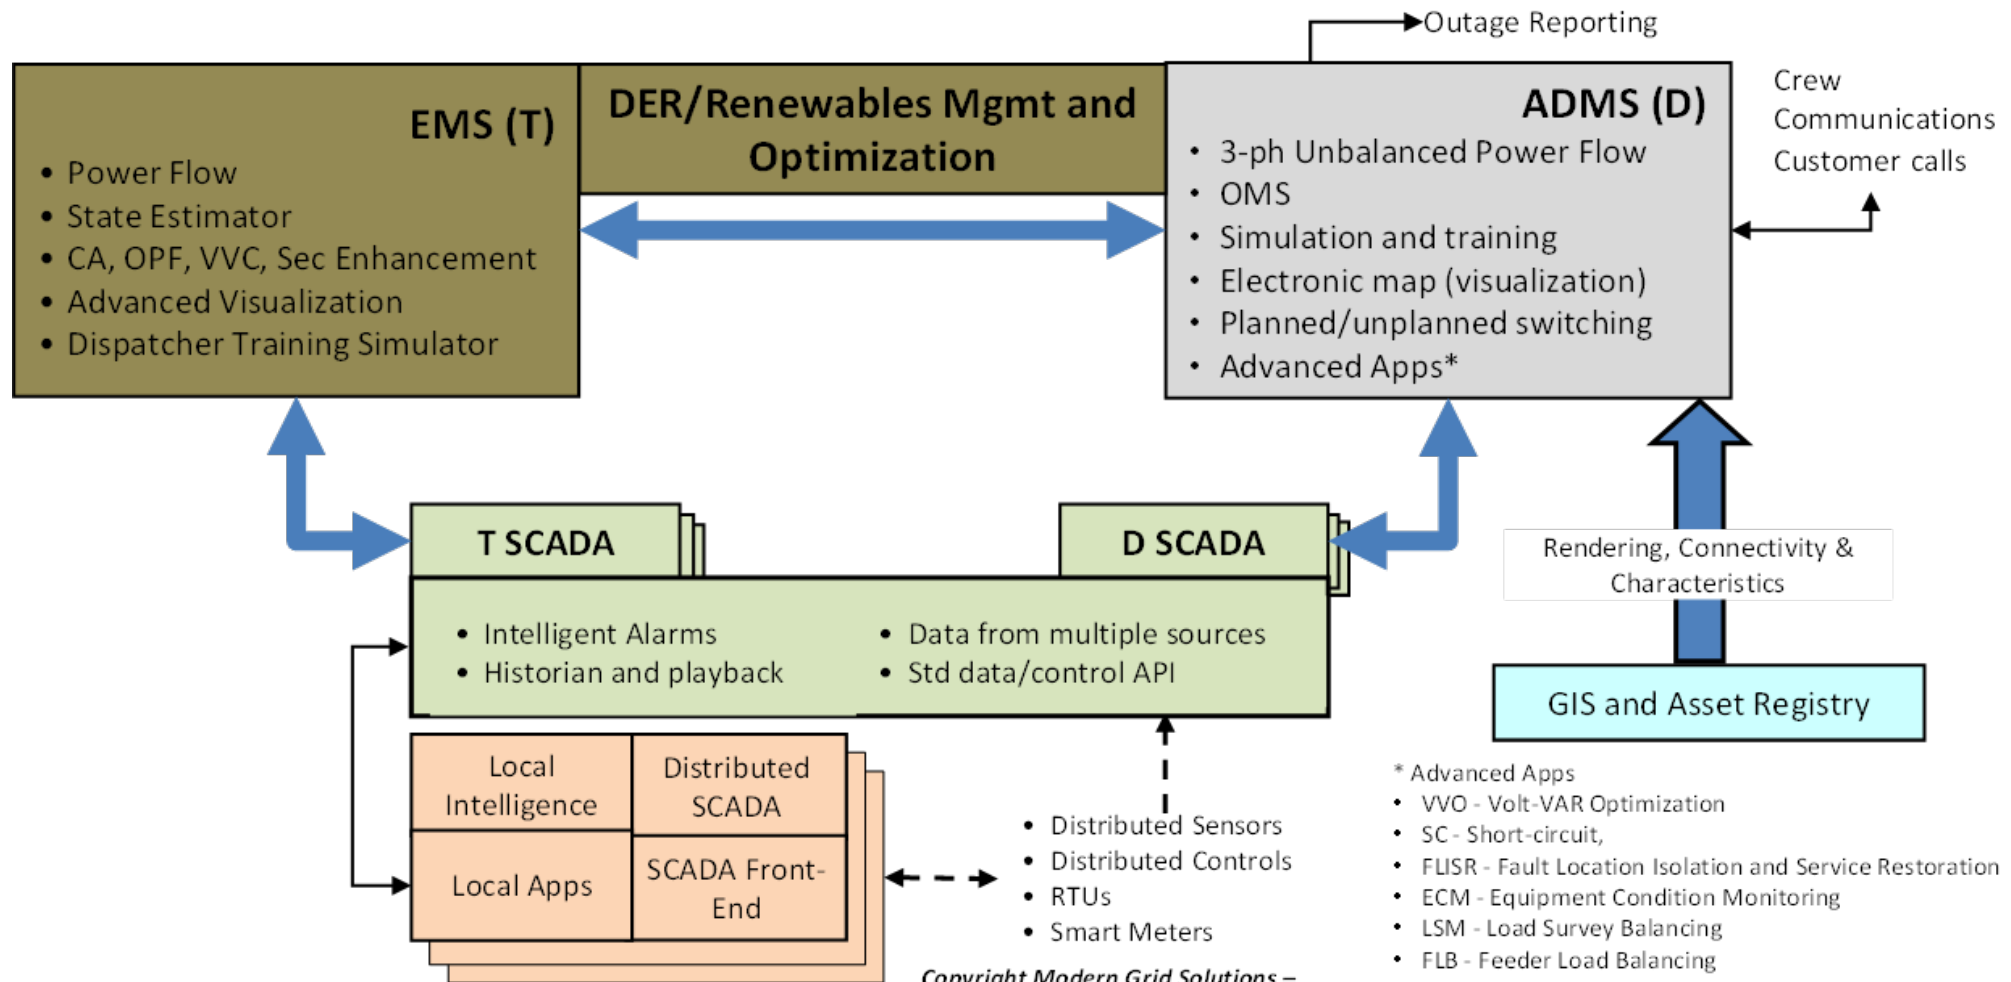 Outage Reporting
EMS (T)
• Power Flow
• State Estimator
• CA, OPF, VVC, Sec Enhancement
• Advanced Visualization
• Dispatcher Training Simulator
DER/Renewables Mgmt and
Optimization
ADMS (D)
• 3-ph Unbalanced Power Flow
• OMS
• Simulation and training
• Electronic map (visualization)
• Planned/unplanned switching
• Advanced Apps*
Crew
Communications
Customer calls
T SCADA
D SCADA
• Intelligent Alarms
• Historian and playback
• Data from multiple sources
• Std data/control API
Rendering, Connectivity &
Characteristics
GIS and Asset Registry
Local
Intelligence
Distributed
SCADA
Local Apps
SCADA Front-
End
• Distributed Sensors
• Distributed Controls
• RTUs
• Smart Meters
* Advanced Apps
• VVO - Volt-VAR Optimization
• SC - Short-circuit,
• FLISR - Fault Location Isolation and Service Restoration
• ECM - Equipment Condition Monitoring
• LSM - Load Survey Balancing
• FLB - Feeder Load Balancing
Copyright Modern Grid Solutions –